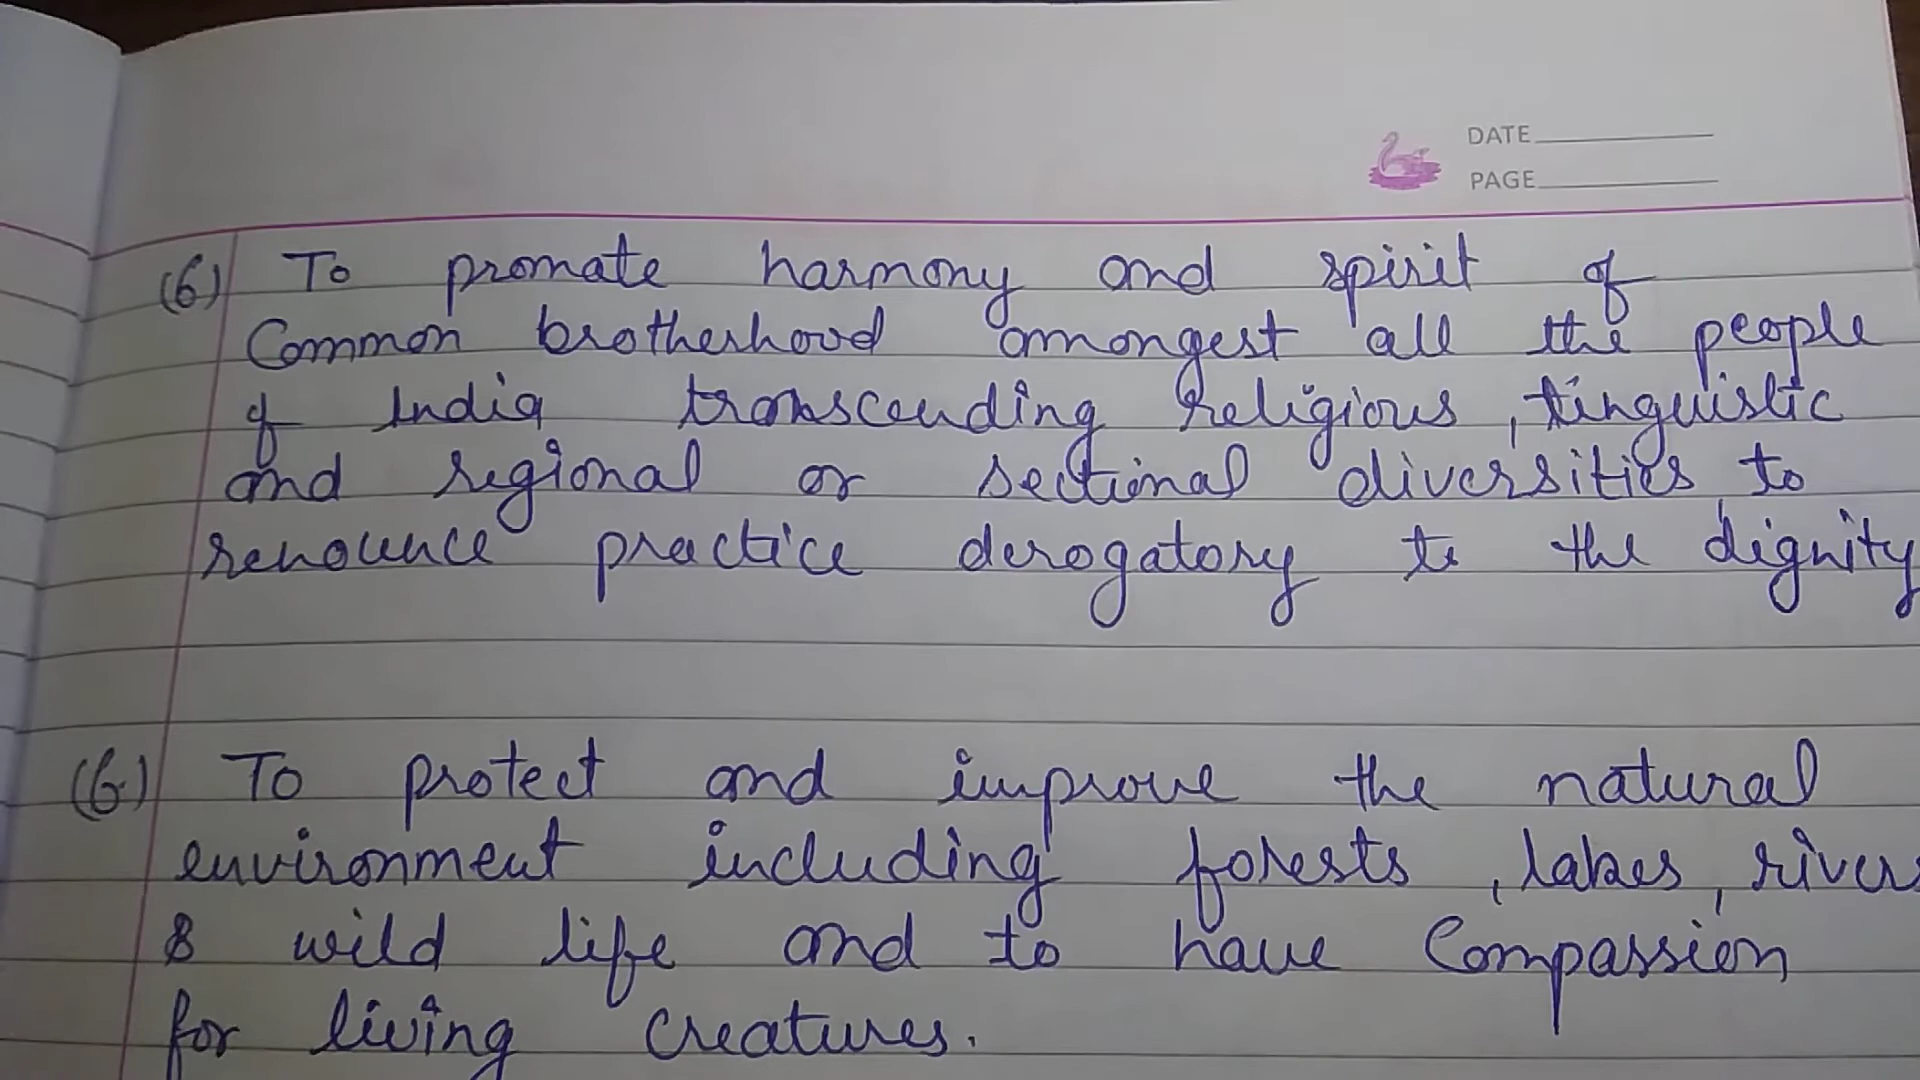 DATE
PAGE
(6) To promate harmony and spirit of
Common brotherhood amongest all the people
of India transcending religious, linguistic
and regional or sectional diversities, to
renounce practice derogatory to the dignity
(6.) To protect and improve the natural
environment including forests, lakes, rivers
& wild life and to have Compassion
for living creatures.